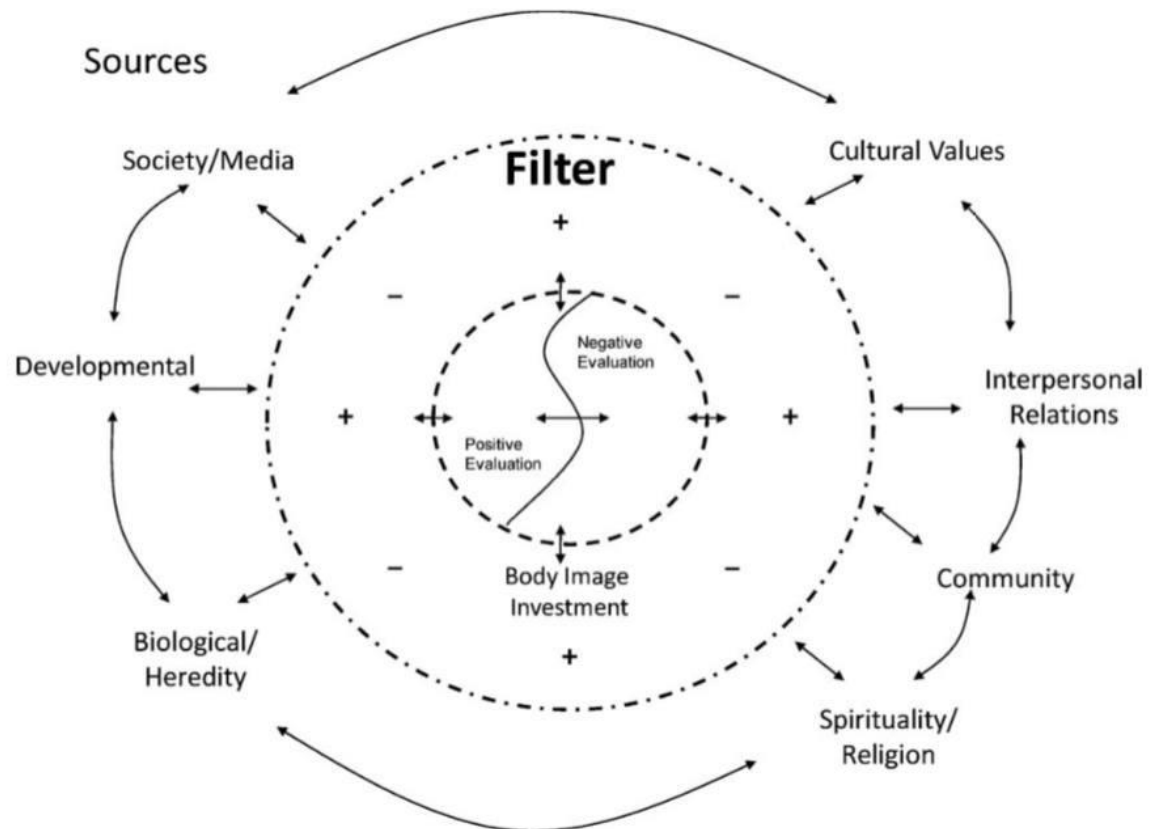 Sources
Society/Media
Cultural Values
Filter
+
–
–
Negative
Evaluation
Developmental
Interpersonal
Relations
+
+
Positive
Evaluation
–
–
Body Image
Investment
Community
Biological/
Heredity
+
Spirituality/
Religion